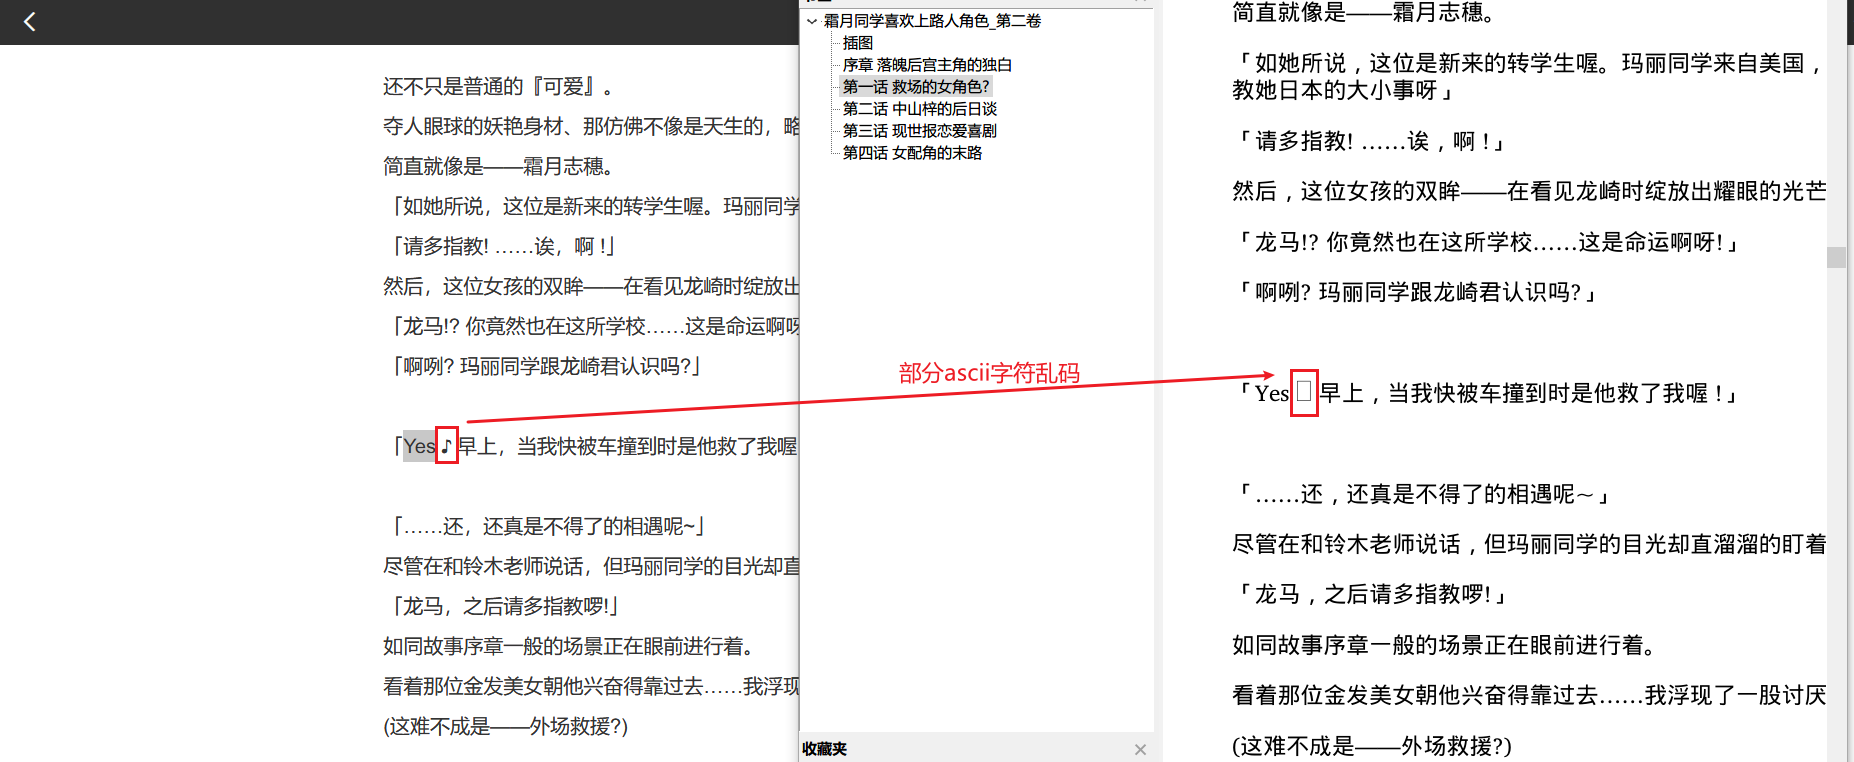 还不只是普通的『可爱』。
夺人眼球的妖艳身材、那仿佛不像是天生的，略
简直就像是——霜月志穗。
「如她所说，这位是新来的转学生喔。玛丽同学
「请多指教! ……诶，啊 !」
然后，这位女孩的双眸——在看见龙崎时绽放出
「龙马!? 你竟然也在这所学校……这是命运啊呀
「啊咧? 玛丽同学跟龙崎君认识吗?」
「Yes♪早上，当我快被车撞到时是他救了我喔
「……还，还真是不得了的相遇呢~」
尽管在和铃木老师说话，但玛丽同学的目光却直
「龙马，之后请多指教啰!」
如同故事序章一般的场景正在眼前进行着。
看着那位金发美女朝他兴奋得靠过去……我浮现
(这难不成是——外场救援?)
霜月同学喜欢上路人角色_第二卷
插图
序章 落魄后宫主角的独白
第一话 救场的女角色?
第二话 中山梓的后日谈
第三话 现世报恋爱喜剧
第四话 女配角的末路
部分ascii字符乱码
收藏夹
简直就像是——霜月志穗。
「如她所说，这位是新来的转学生喔。玛丽同学来自美国，
教她日本的大小事呀」
「请多指教! ……诶，啊 !」
然后，这位女孩的双眸——在看见龙崎时绽放出耀眼的光芒
「龙马!? 你竟然也在这所学校……这是命运啊呀!」
「啊咧? 玛丽同学跟龙崎君认识吗?」
「Yes□早上，当我快被车撞到时是他救了我喔 !」
「……还，还真是不得了的相遇呢~」
尽管在和铃木老师说话，但玛丽同学的目光却直溜溜的盯着
「龙马，之后请多指教啰!」
如同故事序章一般的场景正在眼前进行着。
看着那位金发美女朝他兴奋得靠过去……我浮现了一股讨厌
(这难不成是——外场救援?)